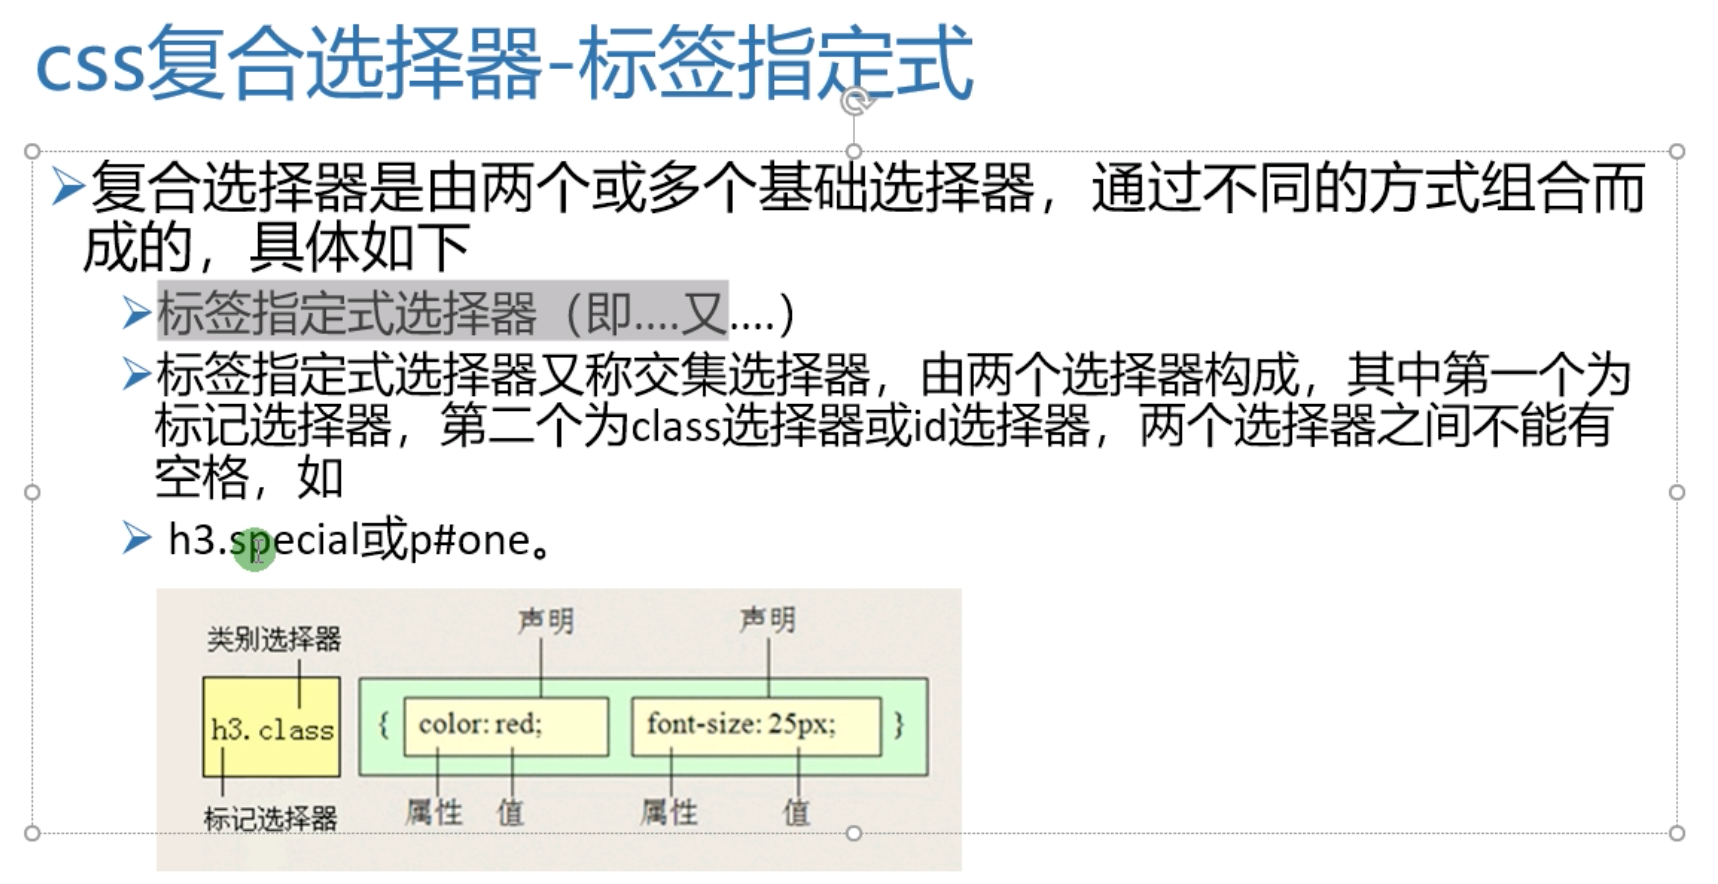 css复合选择器-标签指定式
复合选择器是由两个或多个基础选择器，通过不同的方式组合而
成的，具体如下
标签指定式选择器（即....又....）
标签指定式选择器又称交集选择器，由两个选择器构成，其中第一个为
标记选择器，第二个为class选择器或id选择器，两个选择器之间不能有
空格，如
h3.special或p#one。
声明 声明
类别选择器
h3.class { color: red; font-size: 25px; }
属性 值 属性 值
标记选择器